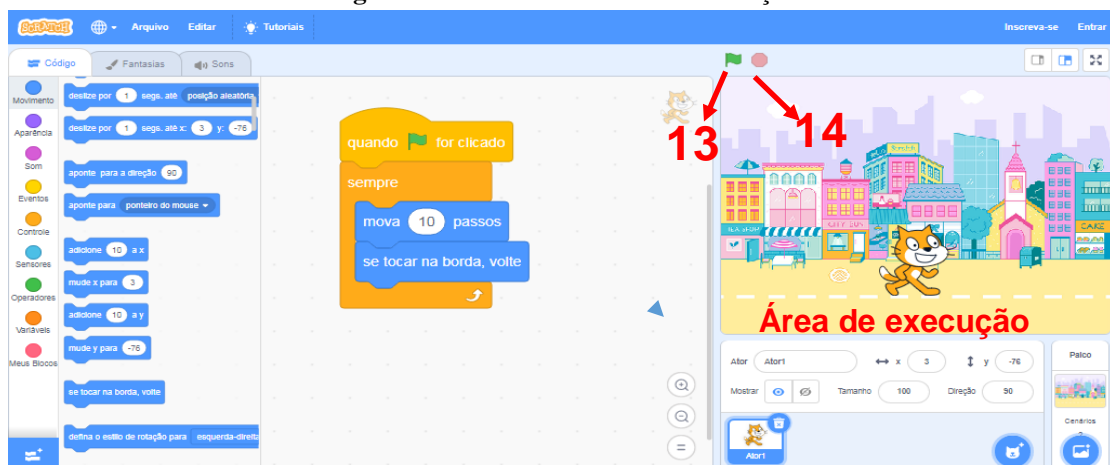 SCRATCH Arquivo Editar Tutoriais Inscreva-se Entrar
Código Fantasias Sons
Movimento
Aparência
Som
Eventos
Controle
Sensores
Operadores
Variáveis
Meus Blocos
deslize por 1 segs. até posição aleatória
deslize por 1 segs. até x: 3 y: -76
aponte para a direção 90
aponte para ponteiro do mouse
adicione 10 a x
mude x para 3
adicione 10 a y
mude y para -76
se tocar na borda, volte
defina o estilo de rotação para esquerda-direita
quando for clicado
sempre
mova 10 passos
se tocar na borda, volte
13 14
CITY BUS
CAKE
Área de execução
Ator Ator1 x 3 y -76
Mostrar Tamanho 100 Direção 90
Ator1
Palco
Cenários